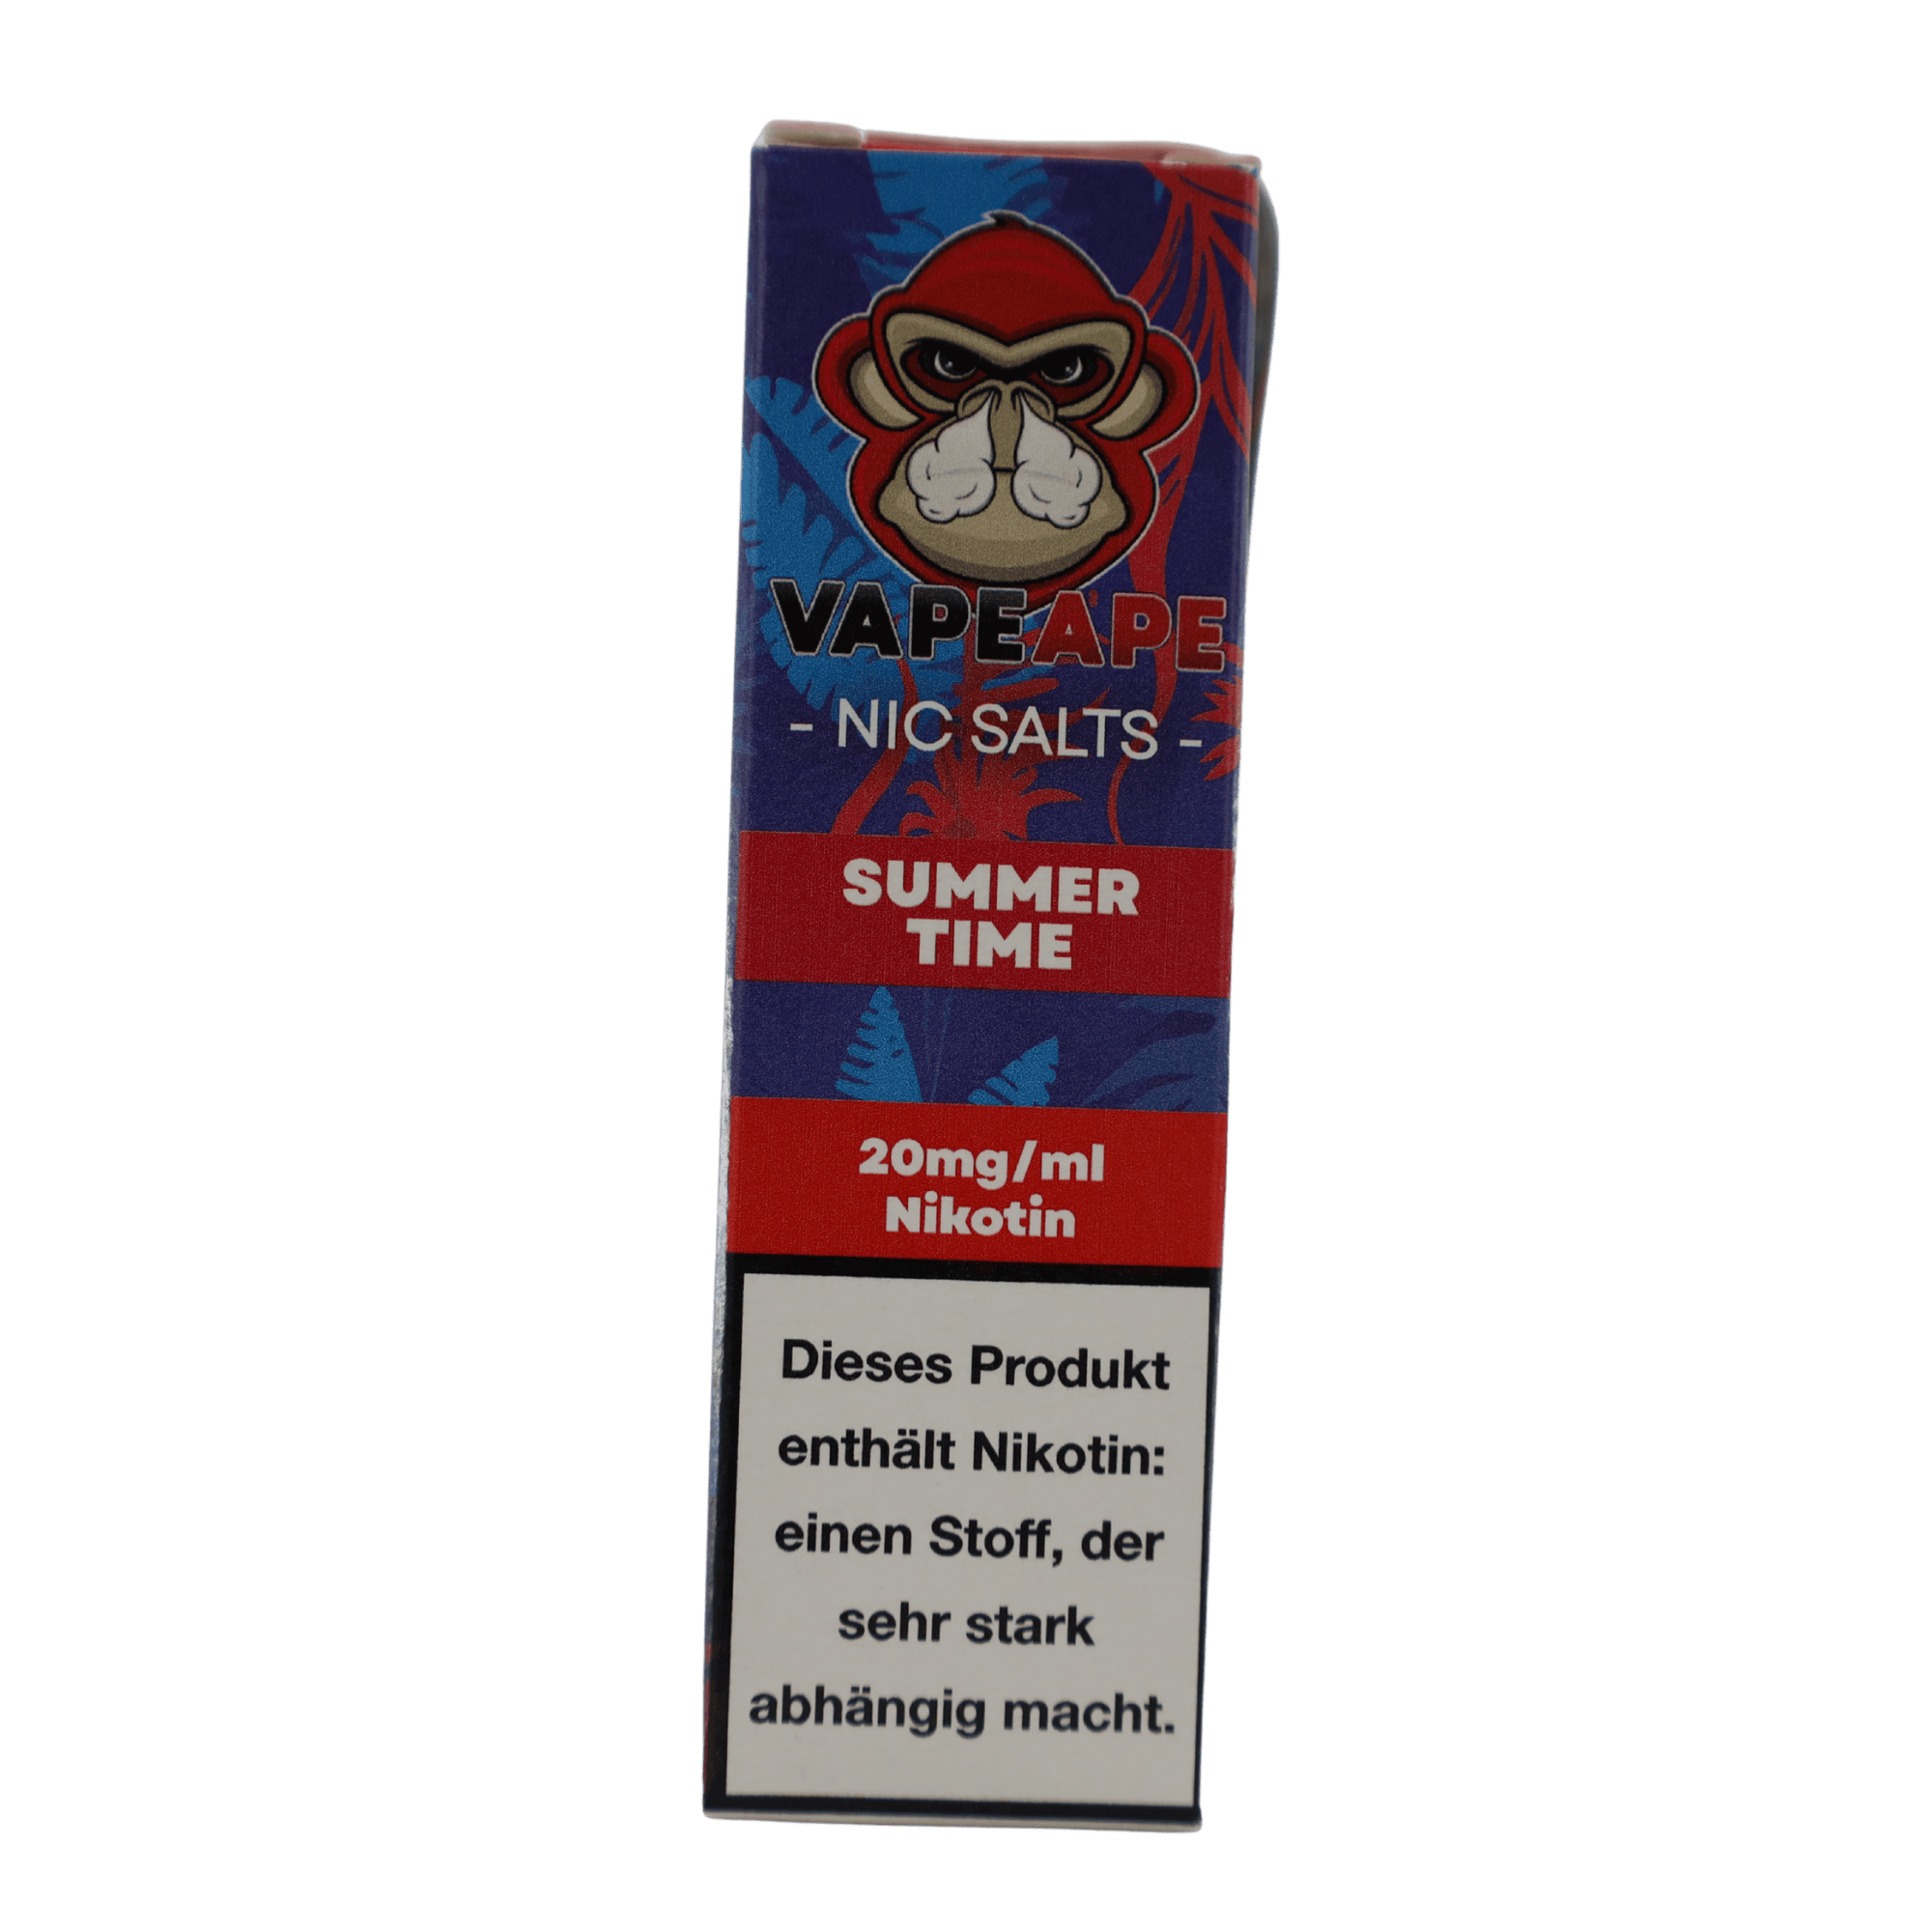 VAPEAPE
- NIC SALTS -
SUMMER
TIME
20mg/ml
Nikotin
Dieses Produkt
enthält Nikotin:
einen Stoff, der
sehr stark
abhängig macht.